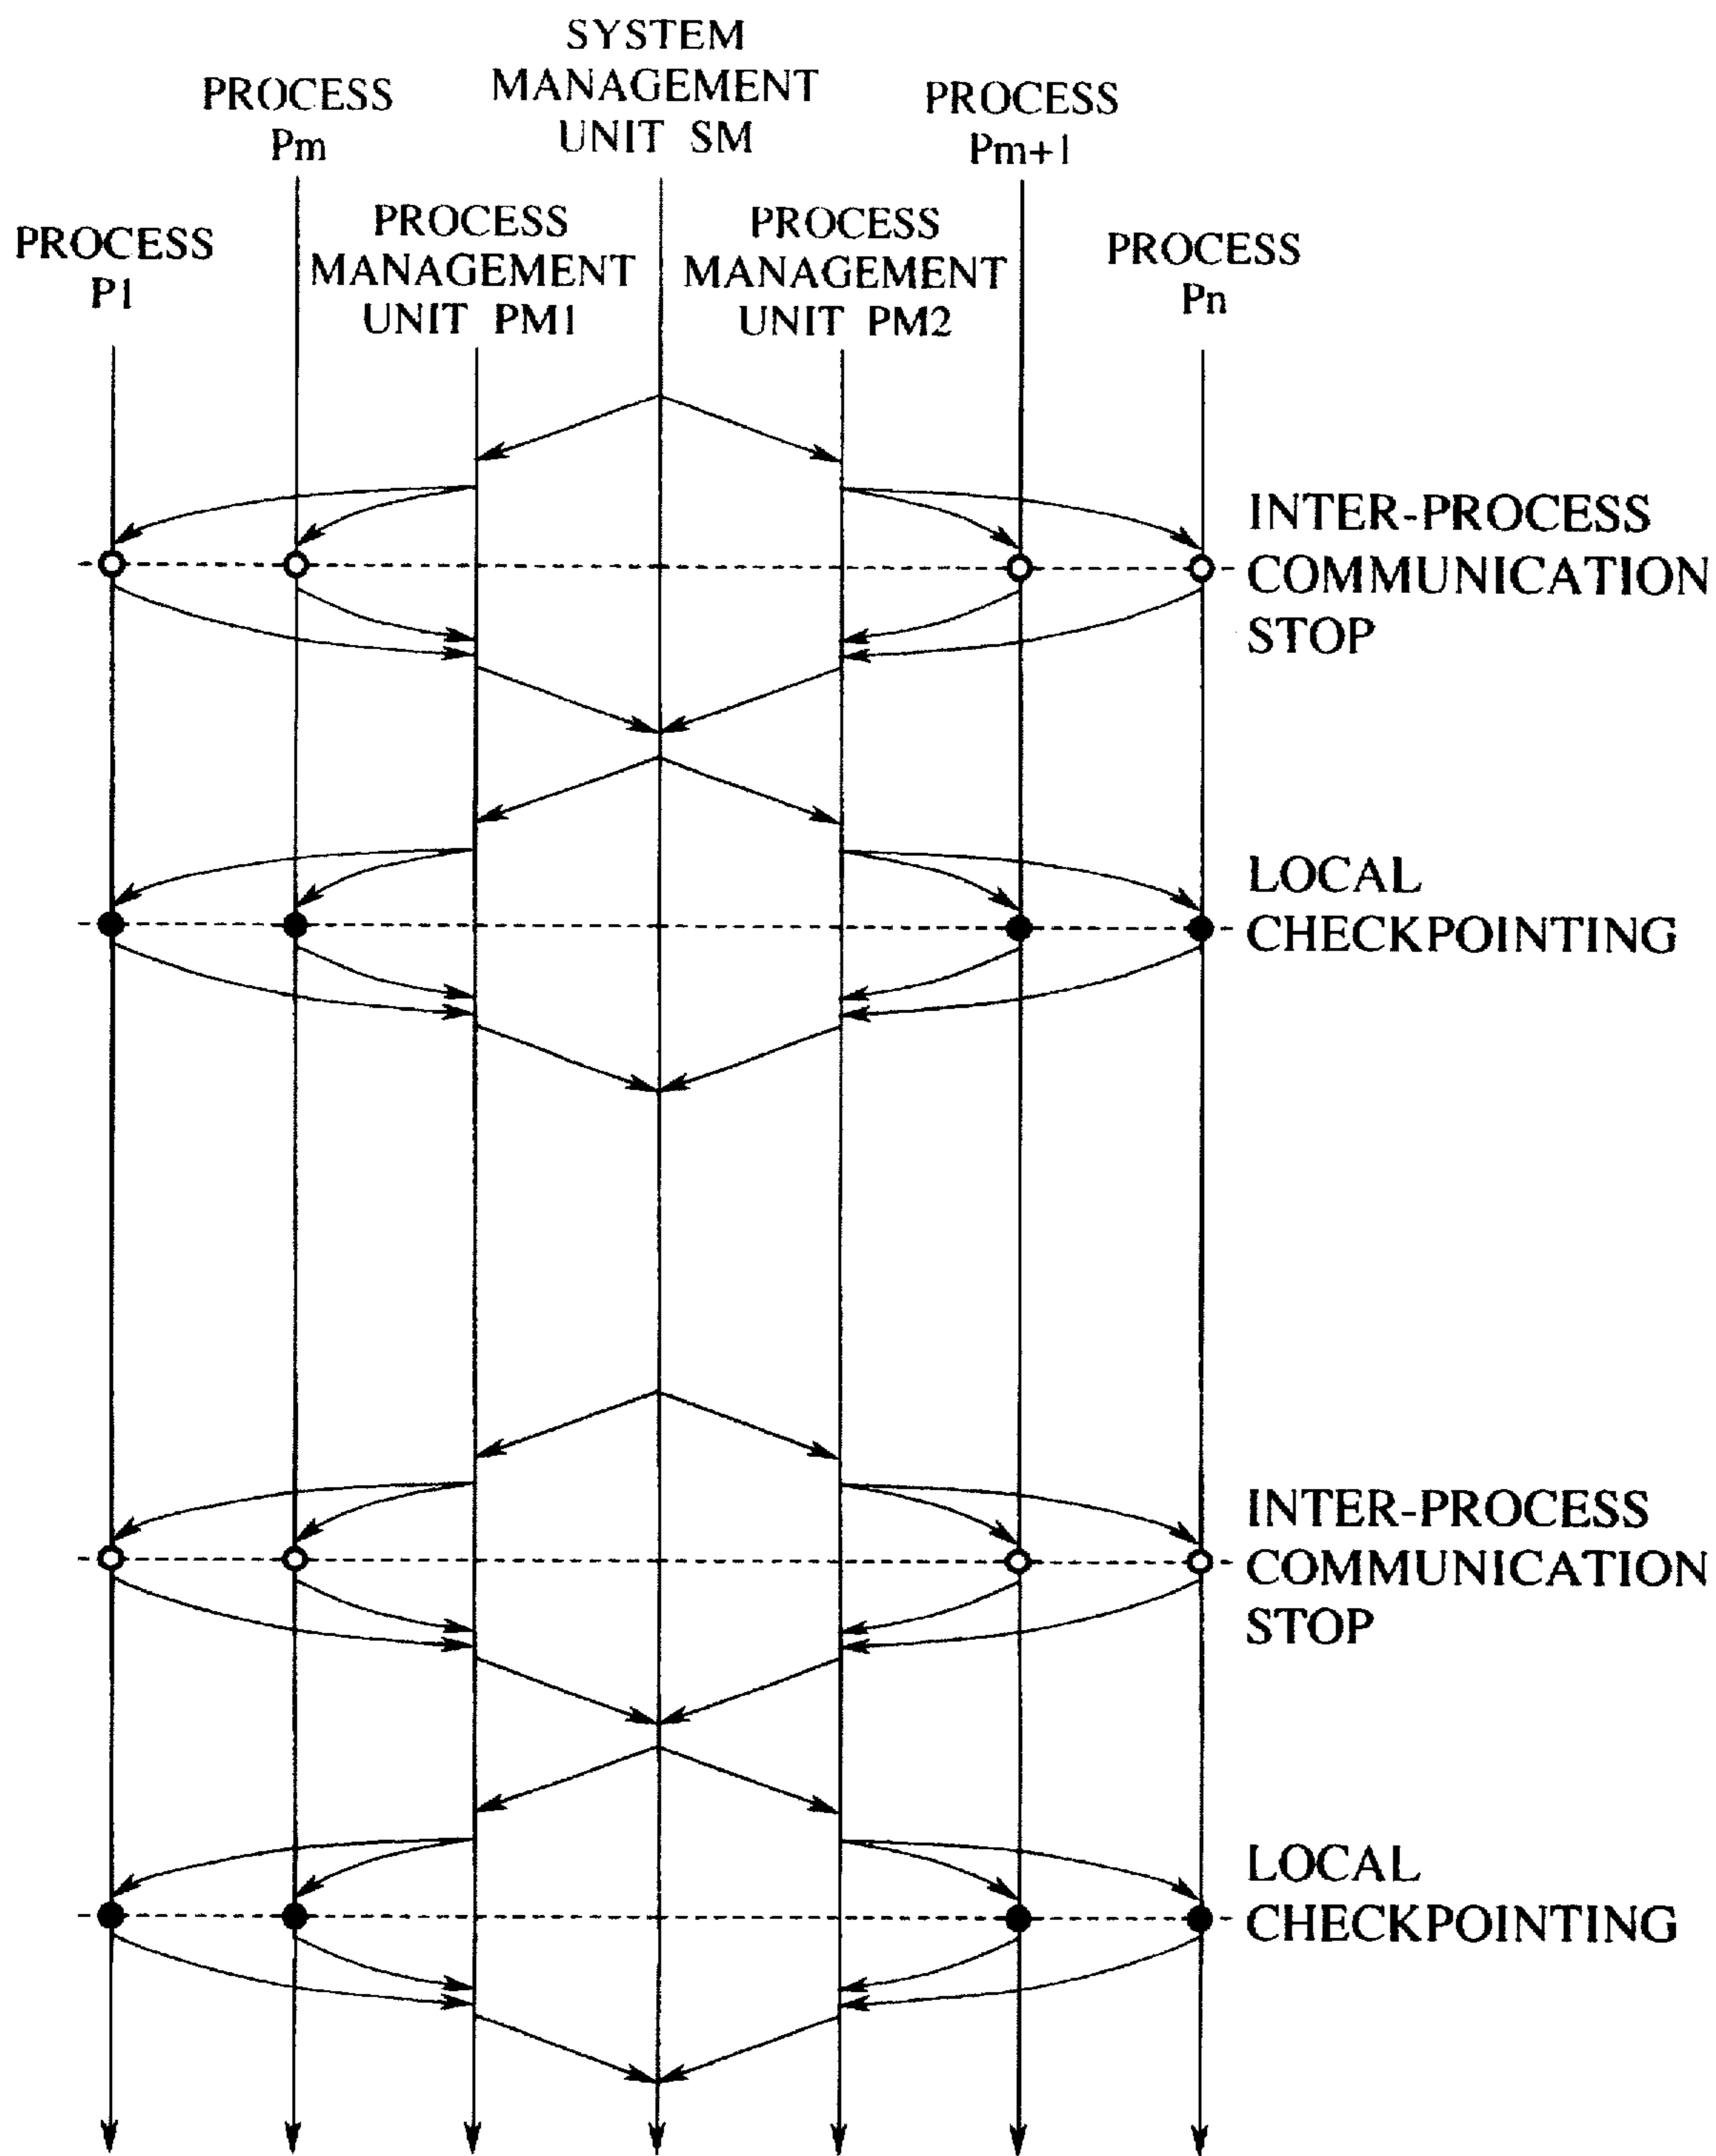 SYSTEM
MANAGEMENT
UNIT SM
PROCESS
Pm
PROCESS
Pm+1
PROCESS
P1
PROCESS
MANAGEMENT
UNIT PM1
PROCESS
MANAGEMENT
UNIT PM2
PROCESS
Pn
INTER-PROCESS
COMMUNICATION
STOP
LOCAL
CHECKPOINTING
INTER-PROCESS
COMMUNICATION
STOP
LOCAL
CHECKPOINTING